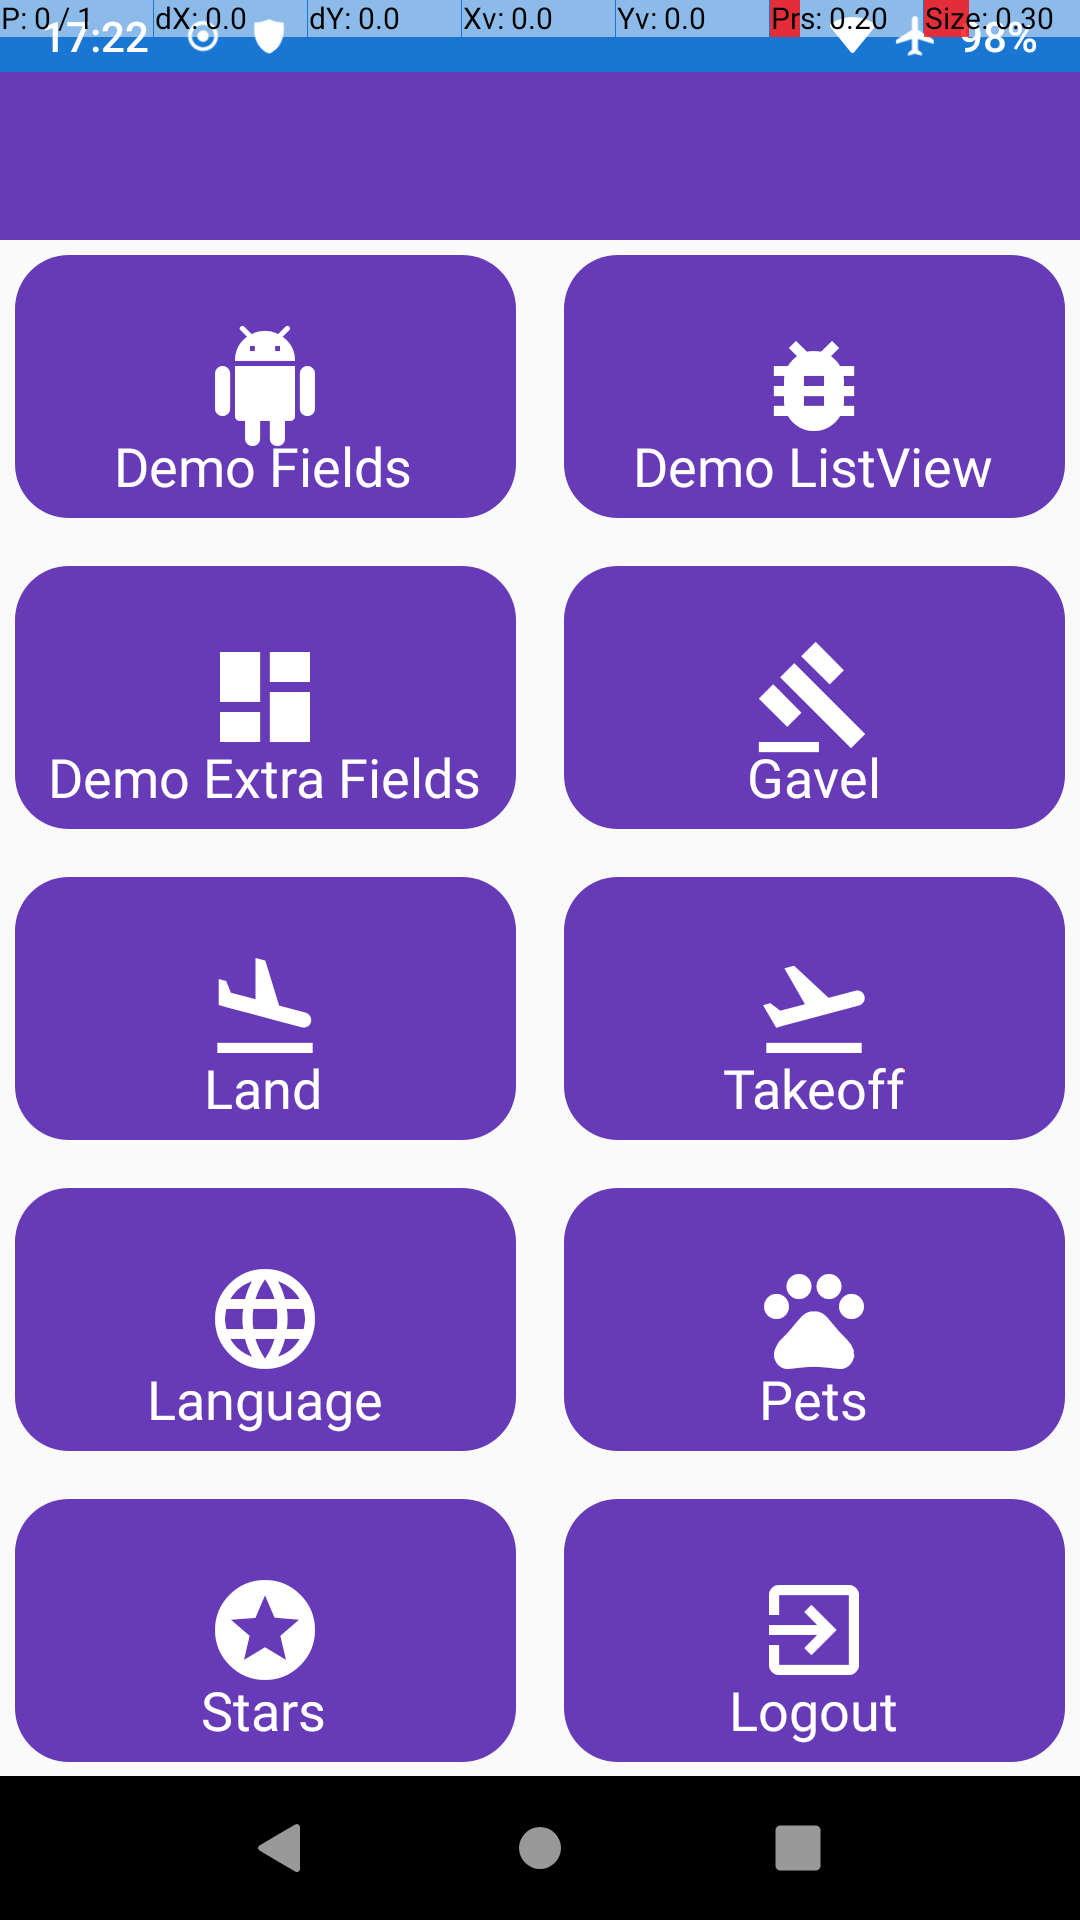 P: 0 / 1 dX: 0.0 dY: 0.0 Xv: 0.0 Yv: 0.0 Prs: 0.20 Size: 0.30
17:22 98%
Demo Fields Demo ListView
Demo Extra Fields Gavel
Land Takeoff
Language Pets
Stars Logout